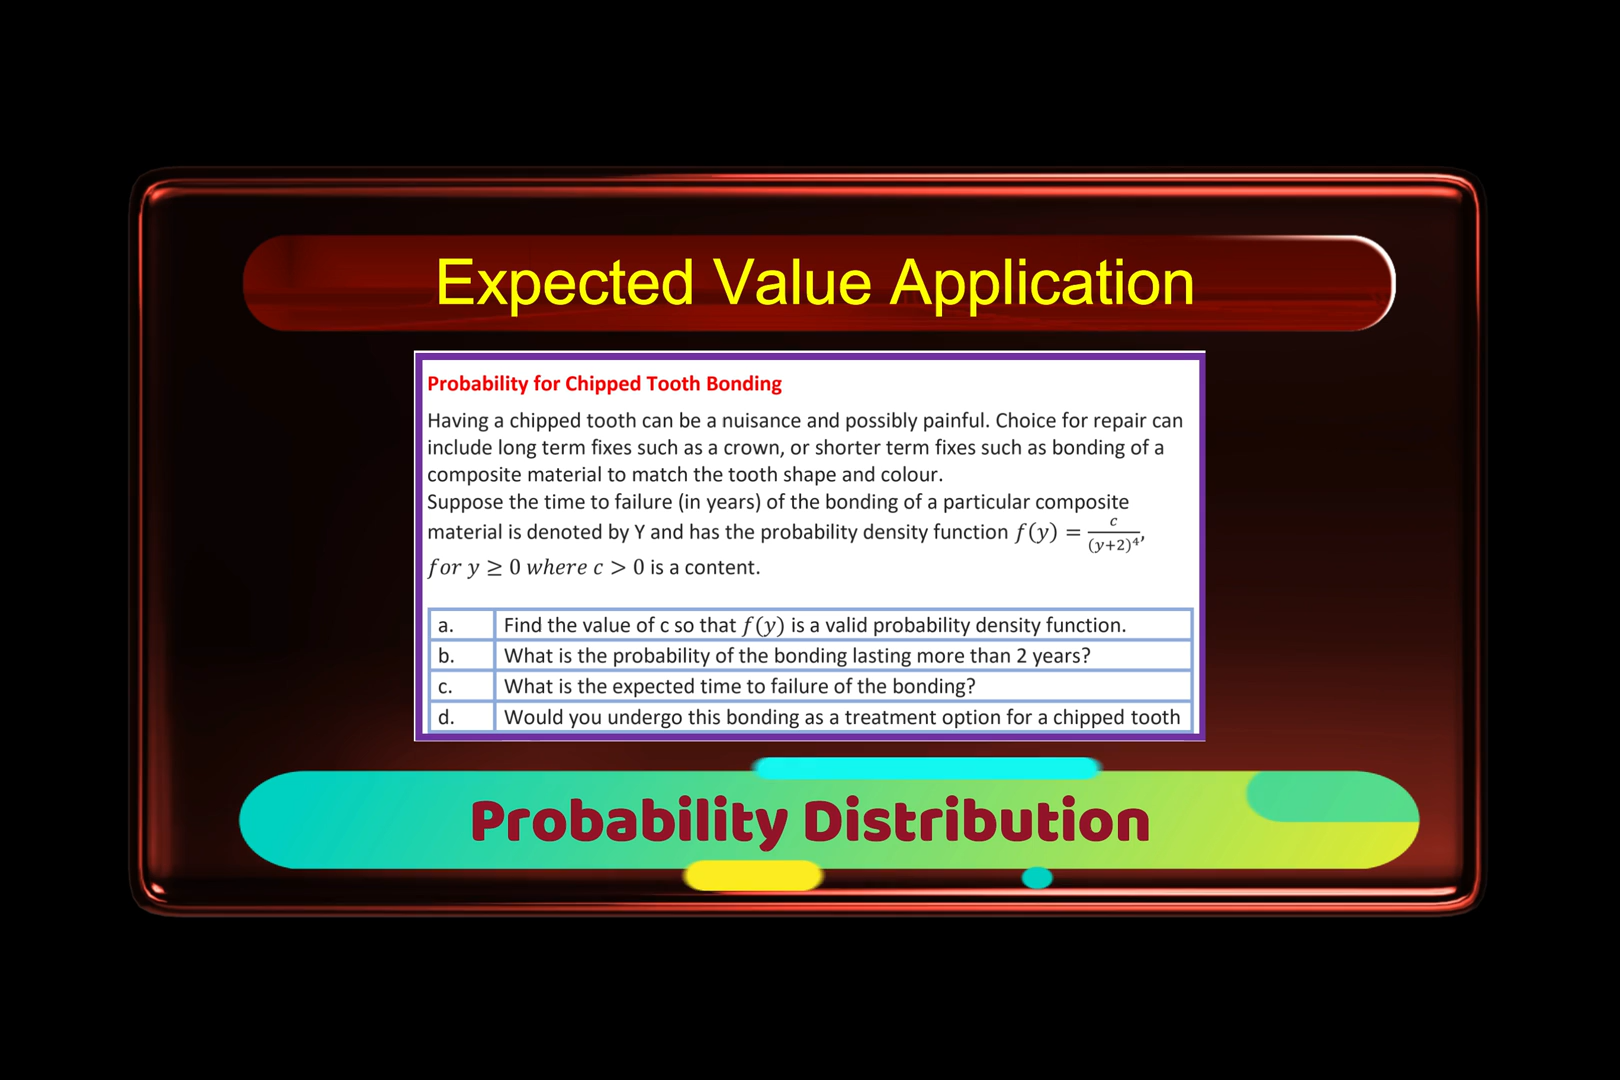 Expected Value Application
Probability for Chipped Tooth Bonding
Having a chipped tooth can be a nuisance and possibly painful. Choice for repair can
include long term fixes such as a crown, or shorter term fixes such as bonding of a
composite material to match the tooth shape and colour.
Suppose the time to failure (in years) of the bonding of a particular composite
material is denoted by Y and has the probability density function f(y) = c/(y+2)⁴,
for y ≥ 0 where c > 0 is a content.
a. Find the value of c so that f(y) is a valid probability density function.
b. What is the probability of the bonding lasting more than 2 years?
c. What is the expected time to failure of the bonding?
d. Would you undergo this bonding as a treatment option for a chipped tooth
Probability Distribution